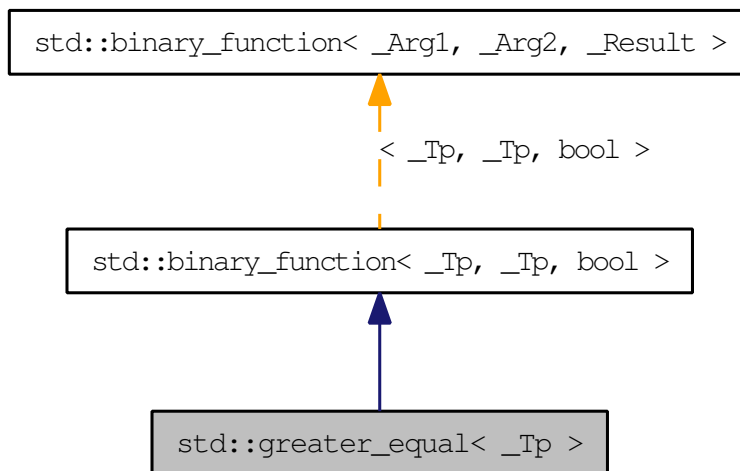 std::binary_function< _Arg1, _Arg2, _Result >
< _Tp, _Tp, bool >
std::binary_function< _Tp, _Tp, bool >
std::greater_equal< _Tp >